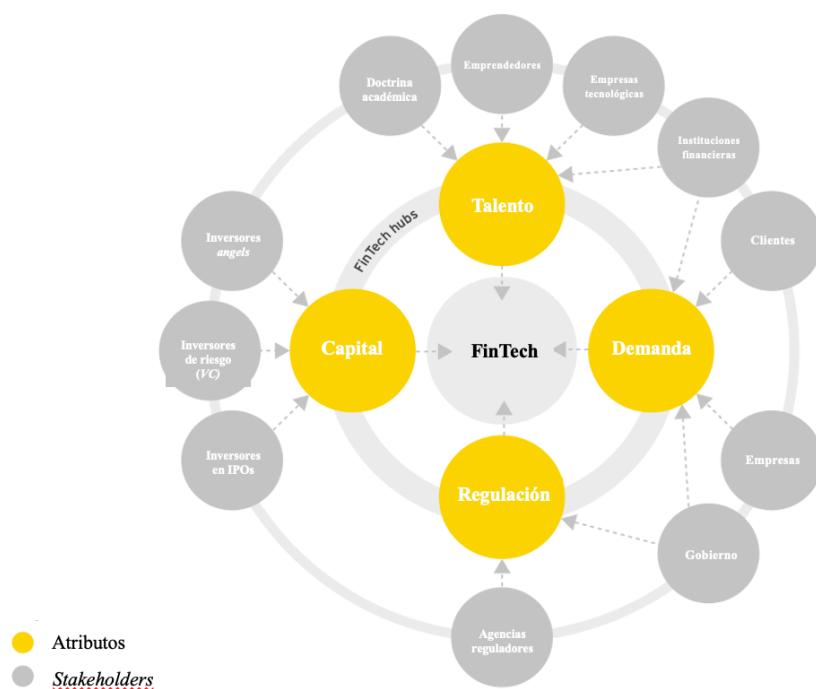 Emprendedores
Doctrina
académica
Empresas
tecnológicas
Instituciones
financieras
Talento
FinTech hubs
Inversores
angels
Clientes
Inversores
de riesgo
(VC)
Capital
FinTech
Demanda
Inversores
en IPOs
Regulación
Empresas
Gobierno
Agencias
reguladores
Atributos
Stakeholders